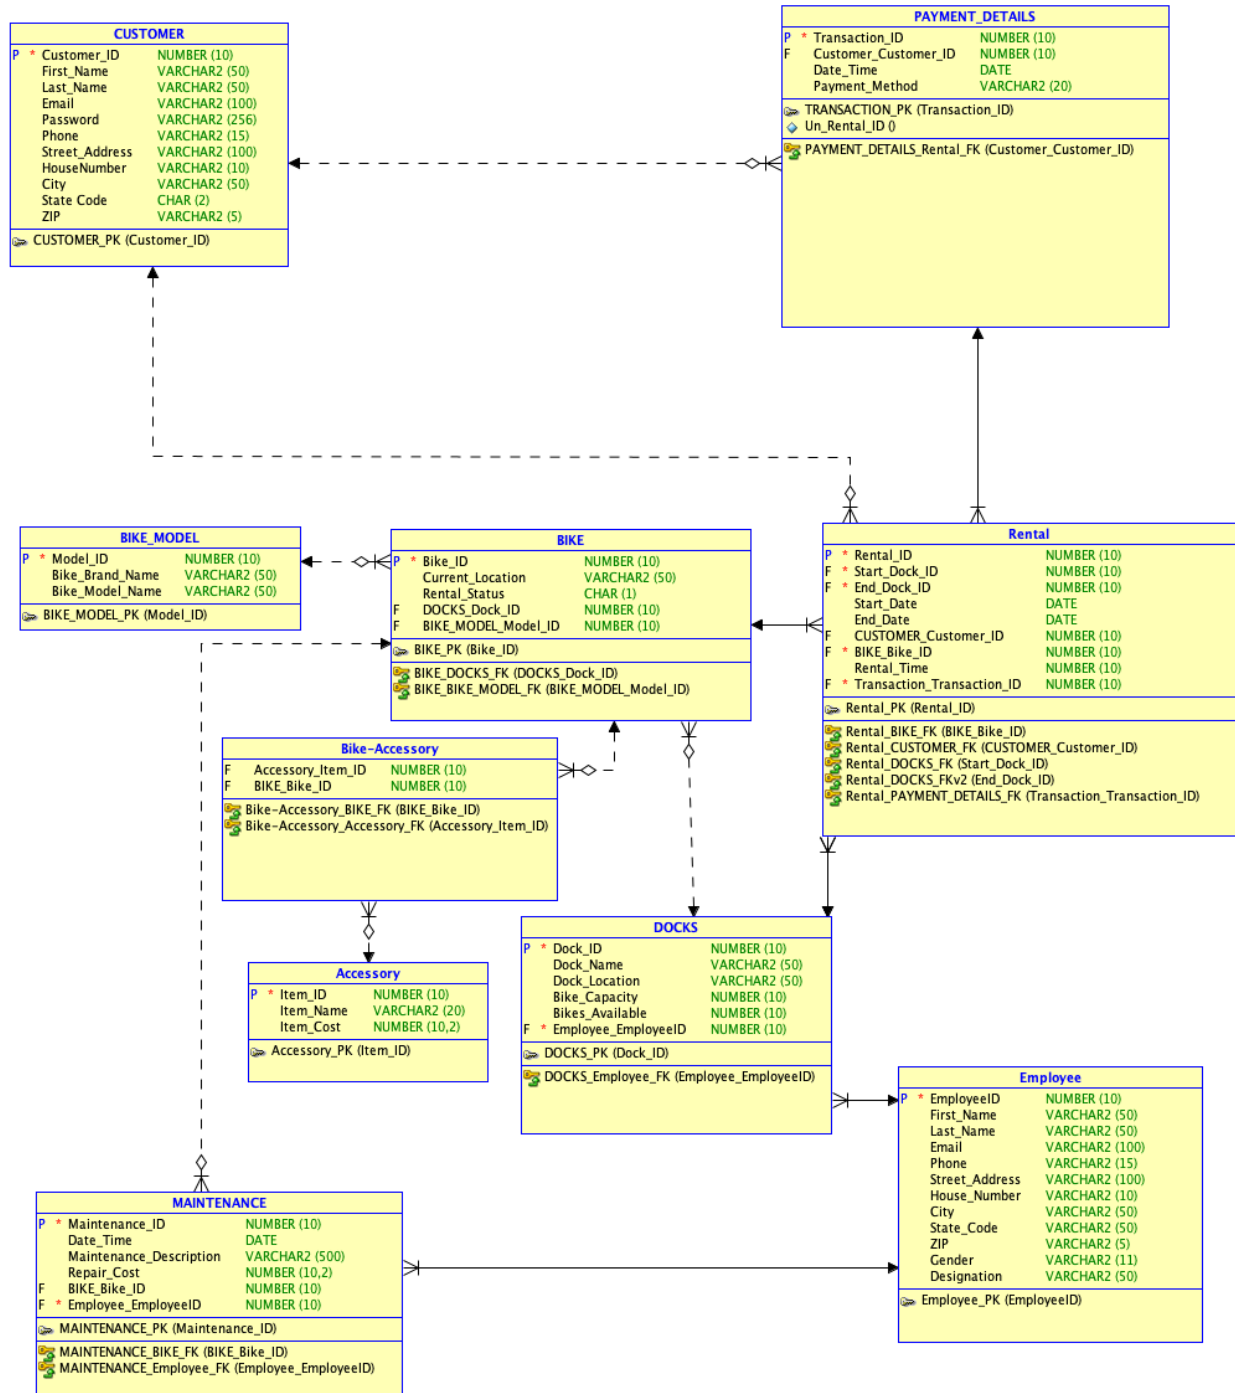 CUSTOMER
P * Customer_ID NUMBER (10)
First_Name VARCHAR2 (50)
Last_Name VARCHAR2 (50)
Email VARCHAR2 (100)
Password VARCHAR2 (256)
Phone VARCHAR2 (15)
Street_Address VARCHAR2 (100)
HouseNumber VARCHAR2 (10)
City VARCHAR2 (50)
State Code CHAR (2)
ZIP VARCHAR2 (5)
CUSTOMER_PK (Customer_ID)
PAYMENT_DETAILS
P * Transaction_ID NUMBER (10)
F Customer_Customer_ID NUMBER (10)
Date_Time DATE
Payment_Method VARCHAR2 (20)
TRANSACTION_PK (Transaction_ID)
Un_Rental_ID ()
PAYMENT_DETAILS_Rental_FK (Customer_Customer_ID)
BIKE_MODEL
P * Model_ID NUMBER (10)
Bike_Brand_Name VARCHAR2 (50)
Bike_Model_Name VARCHAR2 (50)
BIKE_MODEL_PK (Model_ID)
BIKE
P * Bike_ID NUMBER (10)
Current_Location VARCHAR2 (50)
Rental_Status CHAR (1)
F DOCKS_Dock_ID NUMBER (10)
F BIKE_MODEL_Model_ID NUMBER (10)
BIKE_PK (Bike_ID)
BIKE_DOCKS_FK (DOCKS_Dock_ID)
BIKE_BIKE_MODEL_FK (BIKE_MODEL_Model_ID)
Rental
P * Rental_ID NUMBER (10)
F * Start_Dock_ID NUMBER (10)
F * End_Dock_ID NUMBER (10)
Start_Date DATE
End_Date DATE
F CUSTOMER_Customer_ID NUMBER (10)
F * BIKE_Bike_ID NUMBER (10)
Rental_Time NUMBER (10)
F * Transaction_Transaction_ID NUMBER (10)
Rental_PK (Rental_ID)
Rental_BIKE_FK (BIKE_Bike_ID)
Rental_CUSTOMER_FK (CUSTOMER_Customer_ID)
Rental_DOCKS_FK (Start_Dock_ID)
Rental_DOCKS_FKv2 (End_Dock_ID)
Rental_PAYMENT_DETAILS_FK (Transaction_Transaction_ID)
Bike-Accessory
F Accessory_Item_ID NUMBER (10)
F BIKE_Bike_ID NUMBER (10)
Bike-Accessory_BIKE_FK (BIKE_Bike_ID)
Bike-Accessory_Accessory_FK (Accessory_Item_ID)
Accessory
P * Item_ID NUMBER (10)
Item_Name VARCHAR2 (20)
Item_Cost NUMBER (10,2)
Accessory_PK (Item_ID)
DOCKS
P * Dock_ID NUMBER (10)
Dock_Name VARCHAR2 (50)
Dock_Location VARCHAR2 (50)
Bike_Capacity NUMBER (10)
Bikes_Available NUMBER (10)
F * Employee_EmployeeID NUMBER (10)
DOCKS_PK (Dock_ID)
DOCKS_Employee_FK (Employee_EmployeeID)
Employee
P * EmployeeID NUMBER (10)
First_Name VARCHAR2 (50)
Last_Name VARCHAR2 (50)
Email VARCHAR2 (100)
Phone VARCHAR2 (15)
Street_Address VARCHAR2 (100)
House_Number VARCHAR2 (10)
City VARCHAR2 (50)
State_Code VARCHAR2 (50)
ZIP VARCHAR2 (5)
Gender VARCHAR2 (11)
Designation VARCHAR2 (50)
Employee_PK (EmployeeID)
MAINTENANCE
P * Maintenance_ID NUMBER (10)
Date_Time DATE
Maintenance_Description VARCHAR2 (500)
Repair_Cost NUMBER (10,2)
F BIKE_Bike_ID NUMBER (10)
F * Employee_EmployeeID NUMBER (10)
MAINTENANCE_PK (Maintenance_ID)
MAINTENANCE_BIKE_FK (BIKE_Bike_ID)
MAINTENANCE_Employee_FK (Employee_EmployeeID)